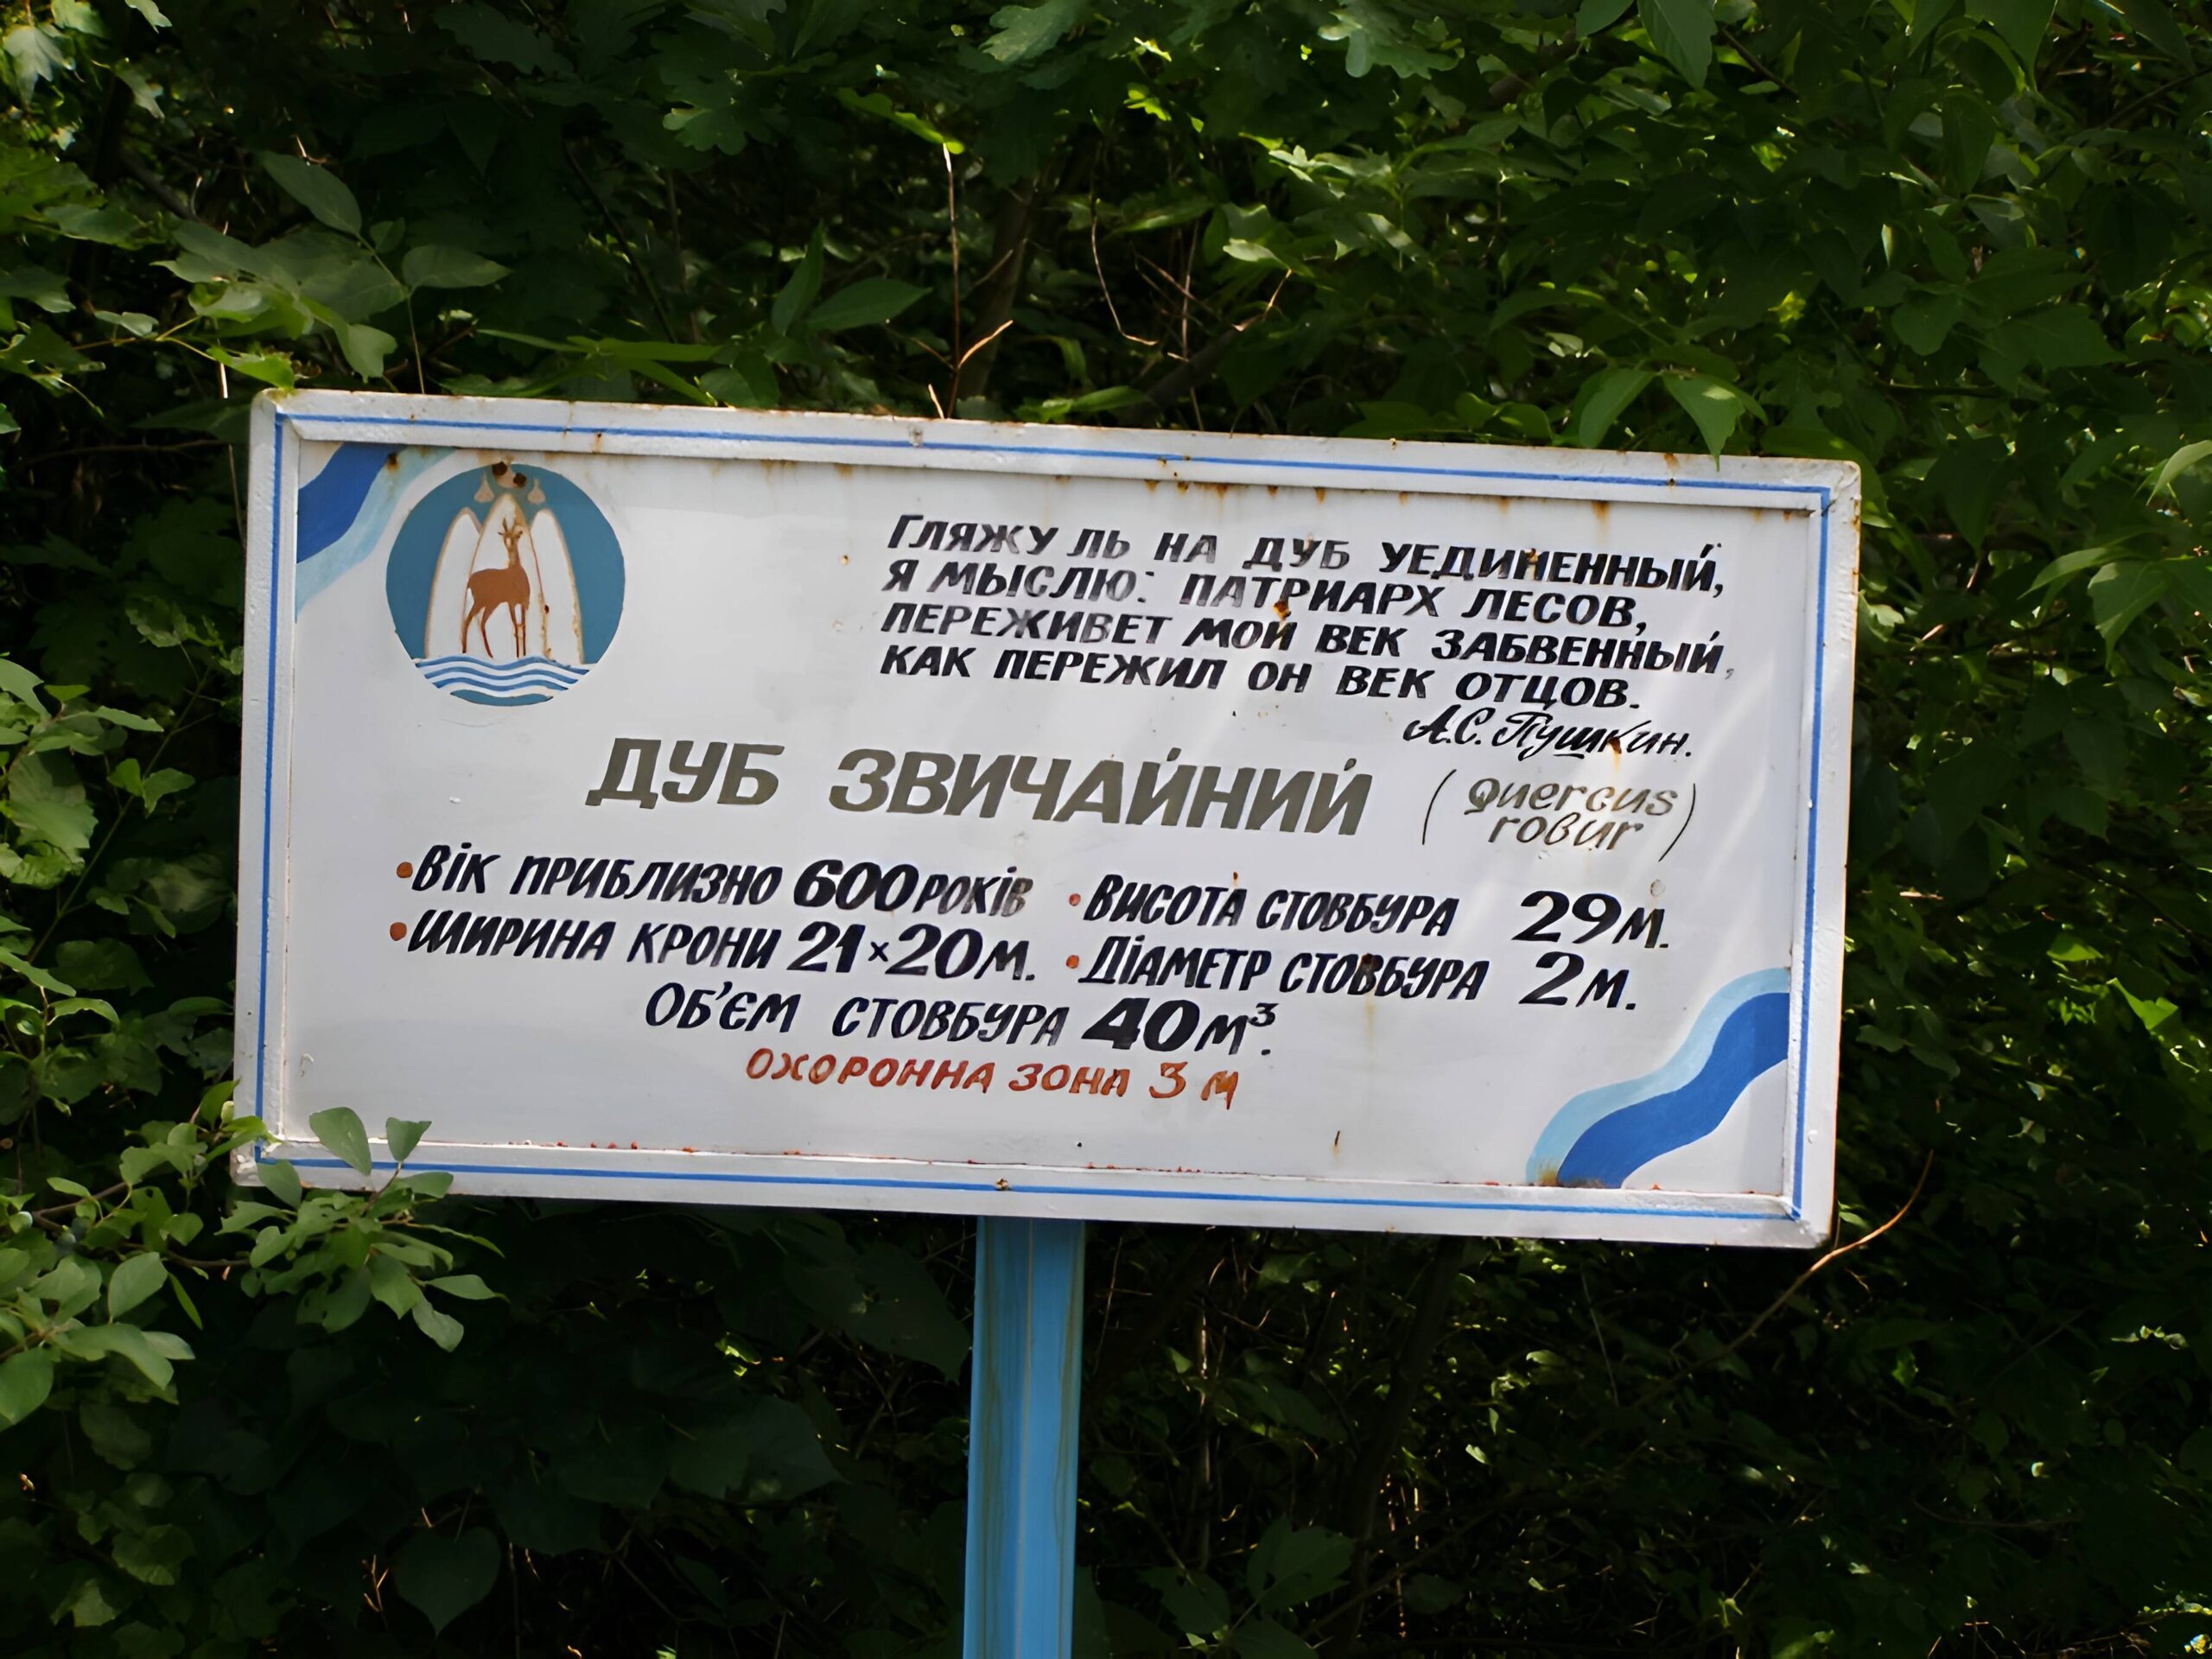 Гляжу ль на дуб уединенный,
я мыслю: патриарх лесов,
переживет мой век забвенный,
как пережил он век отцов.
А.С. Пушкин.
ДУБ ЗВИЧАЙНИЙ (Quercus robur)
•Вік приблизно 600 років •Висота стовбура 29м.
•Ширина крони 21×20м. •Діаметр стовбура 2м.
Об'єм стовбура 40м³.
охоронна зона 3 м